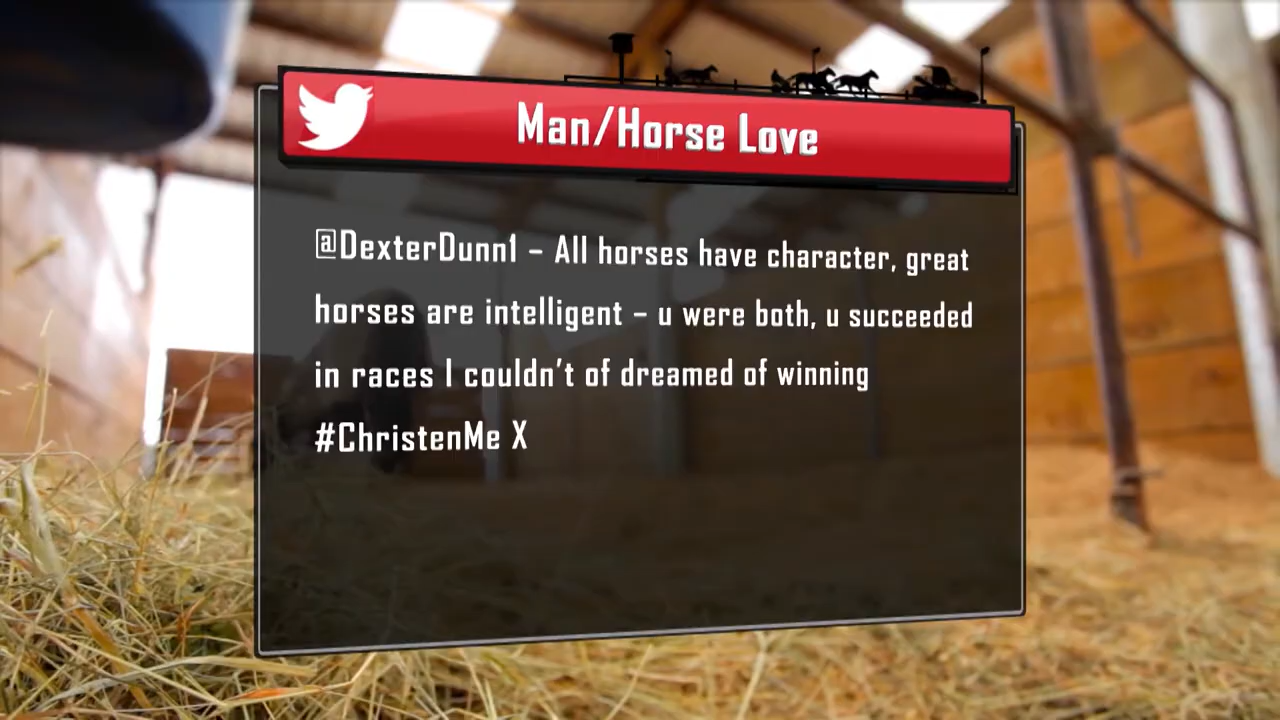 Man/Horse Love
@DexterDunn1 – All horses have character, great
horses are intelligent – u were both, u succeeded
in races I couldn't of dreamed of winning
#ChristenMe X